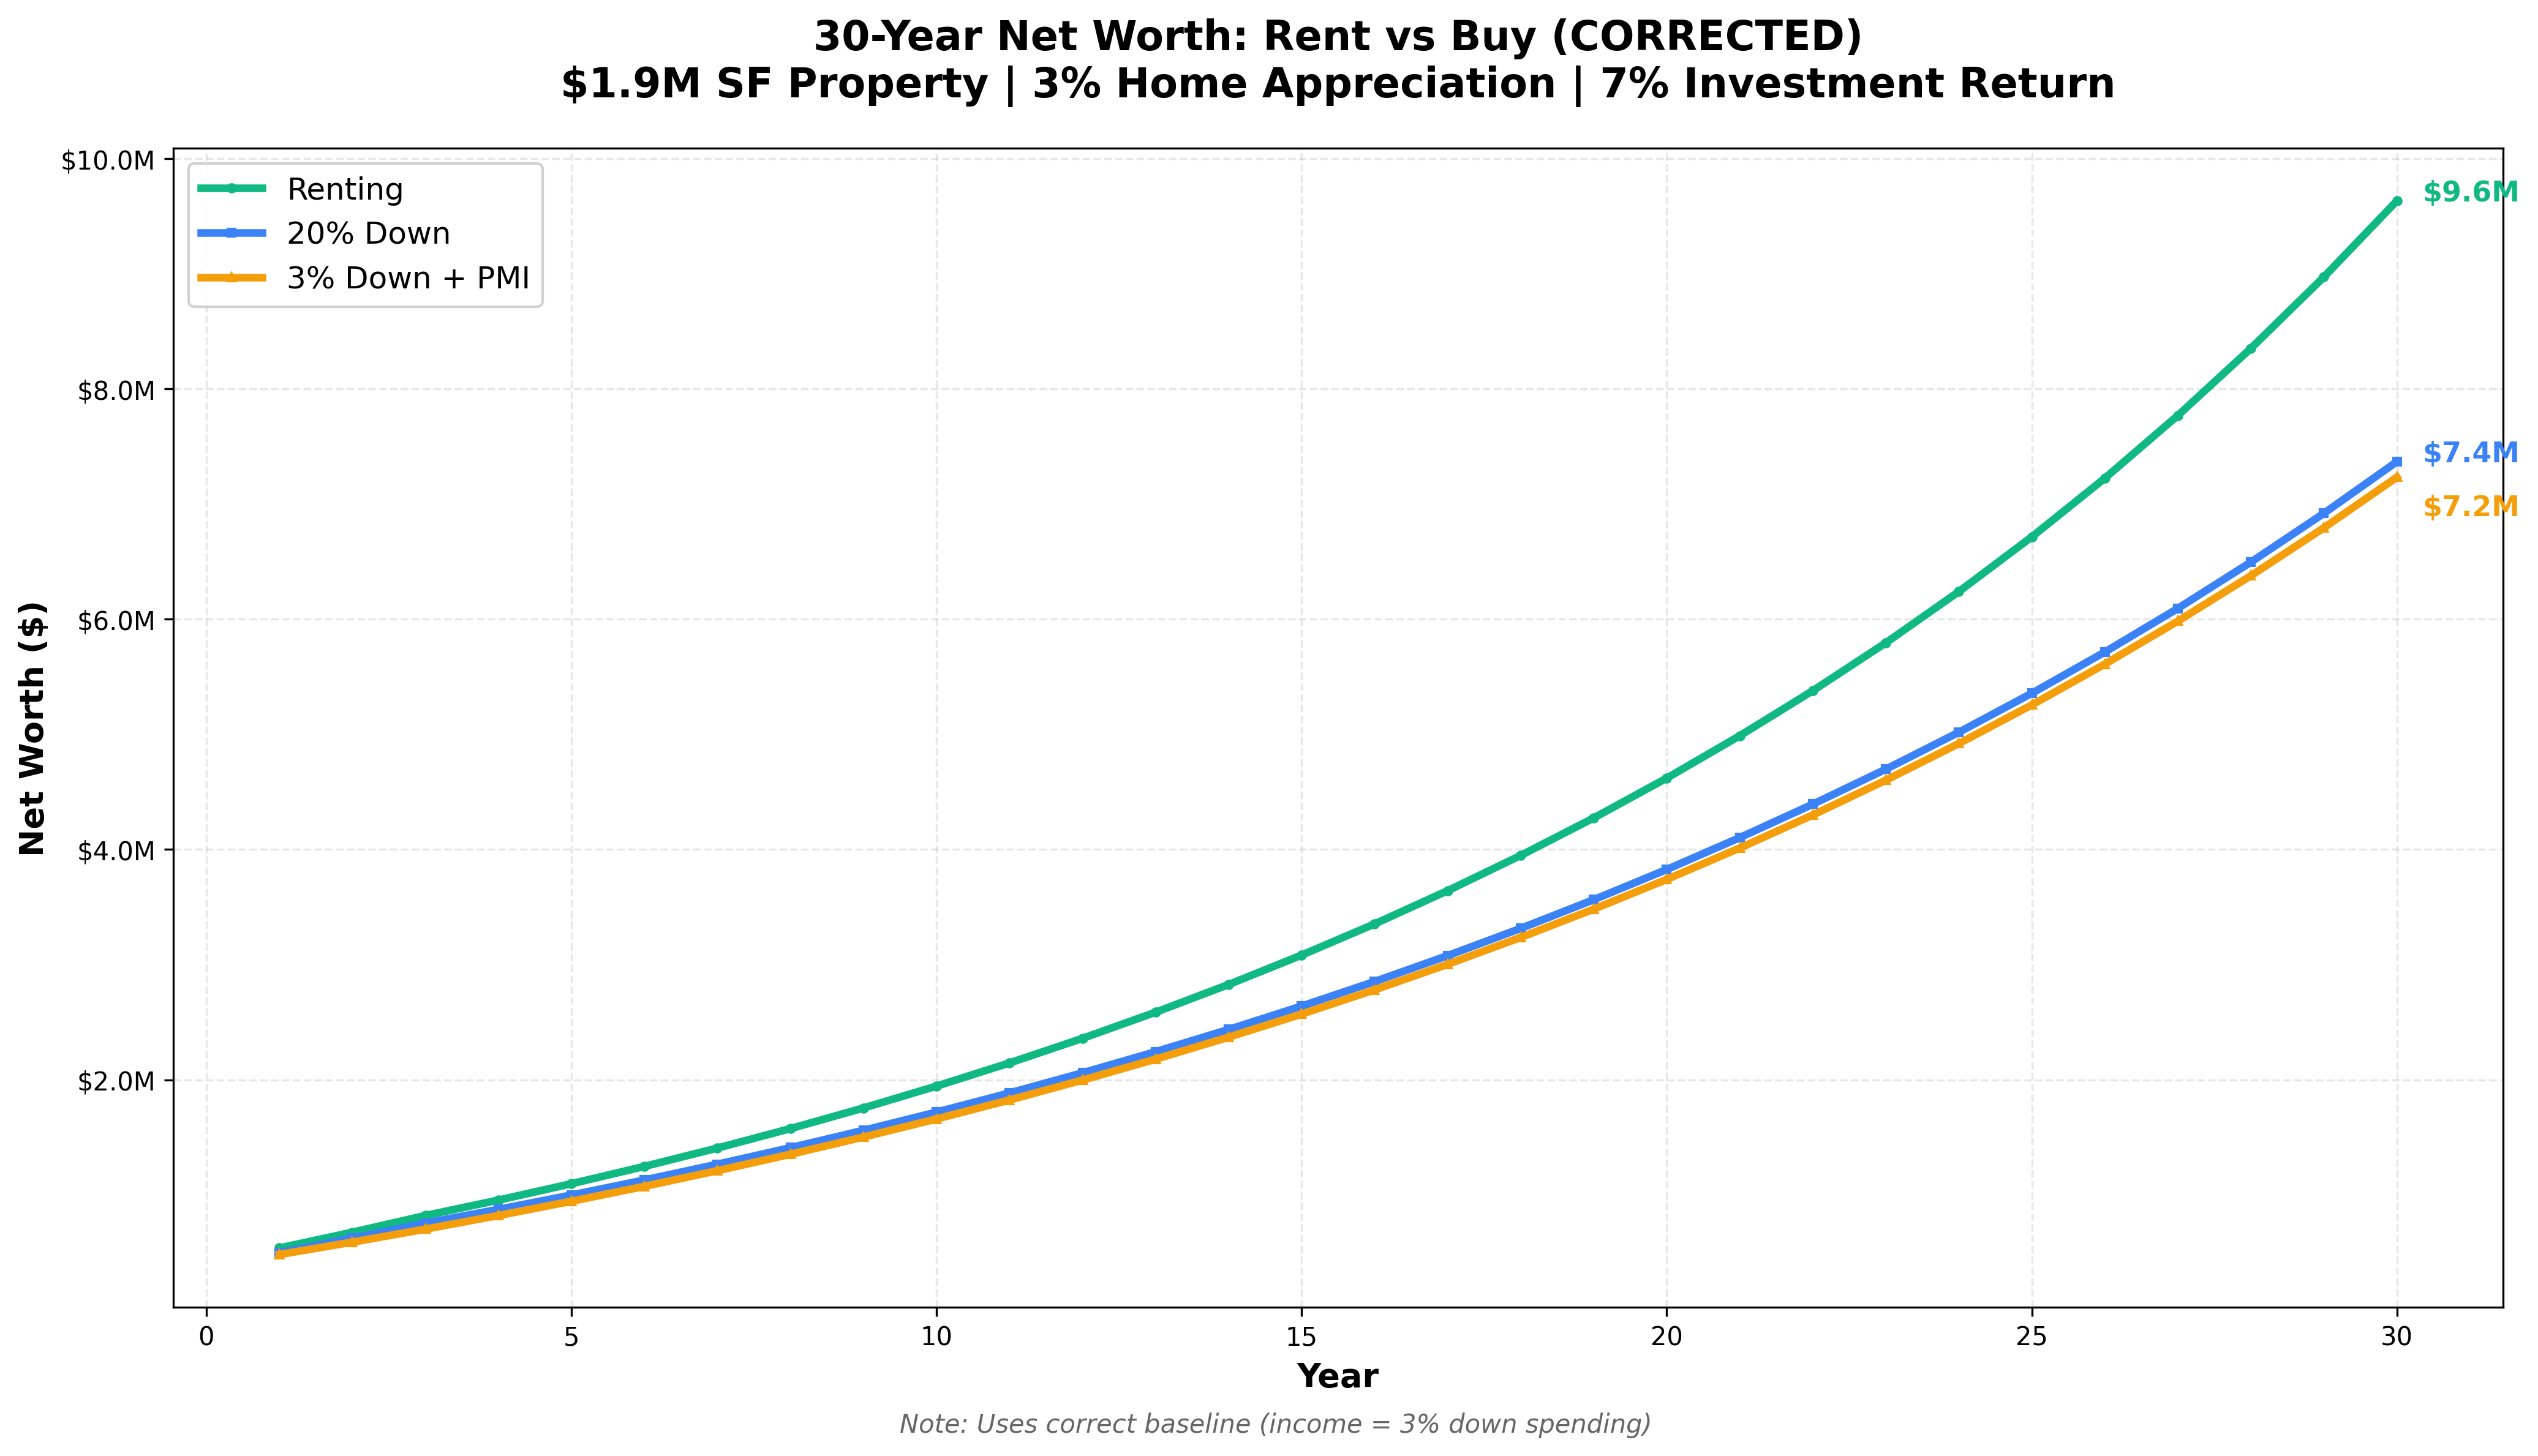 30-Year Net Worth: Rent vs Buy (CORRECTED)
$1.9M SF Property | 3% Home Appreciation | 7% Investment Return
$10.0M
$8.0M
$6.0M
$4.0M
$2.0M
Net Worth ($)
Renting
20% Down
3% Down + PMI
$9.6M
$7.4M
$7.2M
0
5
10
15
20
25
30
Year
Note: Uses correct baseline (income = 3% down spending)